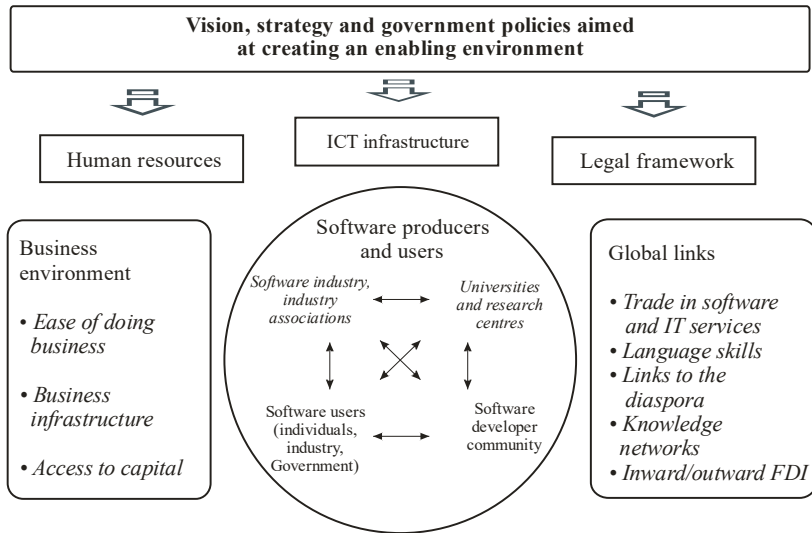 Vision, strategy and government policies aimed
at creating an enabling environment
Human resources
ICT infrastructure
Legal framework
Business
environment
• Ease of doing
business
• Business
infrastructure
• Access to capital
Software producers
and users
Software industry,
industry
associations
Universities
and research
centres
Software users
(individuals,
industry,
Government)
Software
developer
community
Global links
• Trade in software
and IT services
• Language skills
• Links to the
diaspora
• Knowledge
networks
• Inward/outward FDI